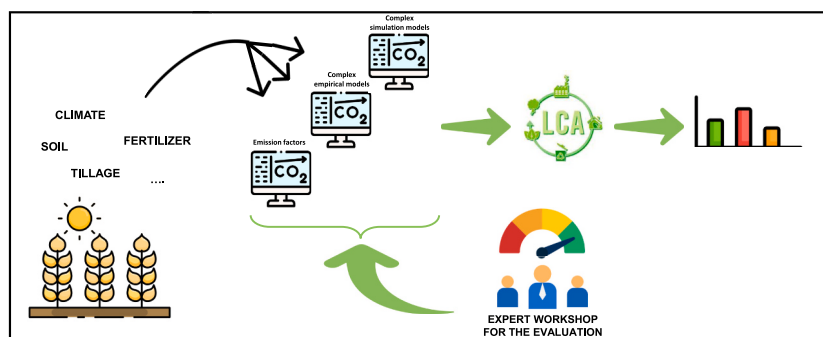 CLIMATE
SOIL
FERTILIZER
TILLAGE
....
Complex
simulation models
CO2
Complex
empirical models
CO2
Emission factors
CO2
LCA
EXPERT WORKSHOP
FOR THE EVALUATION